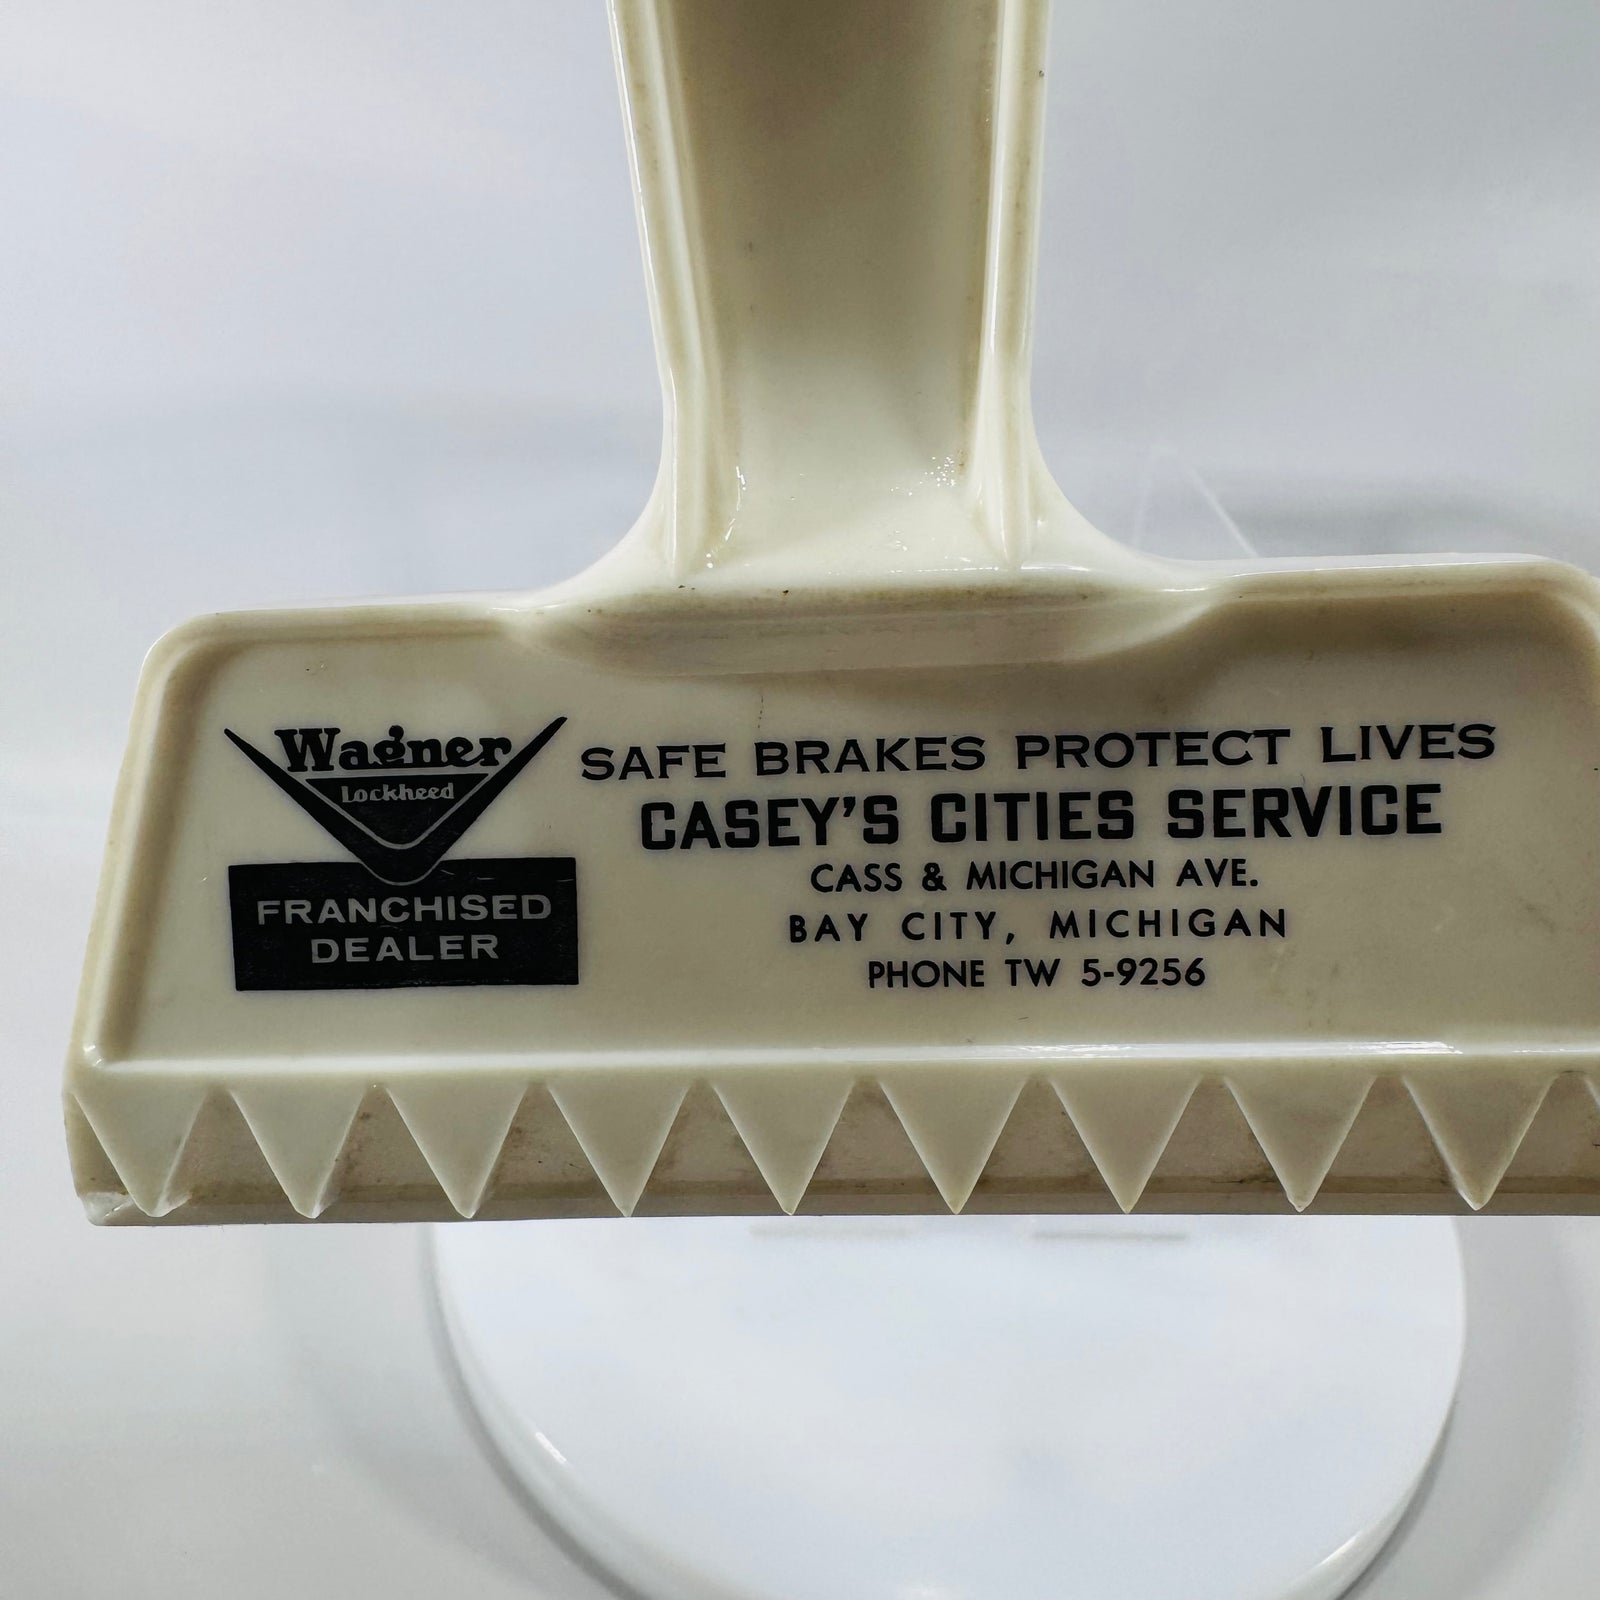 Wagner
Lockheed
FRANCHISED
DEALER
SAFE BRAKES PROTECT LIVES
CASEY'S CITIES SERVICE
CASS & MICHIGAN AVE.
BAY CITY, MICHIGAN
PHONE TW 5-9256